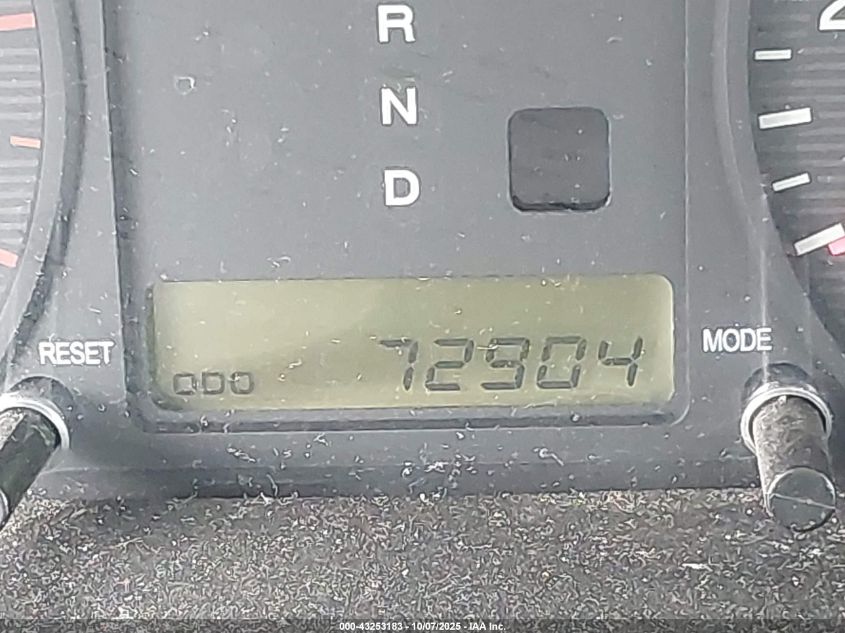 R
N
D
RESET
MODE
ODO 72904
000-43253183 - 10/07/2025 - IAA Inc.